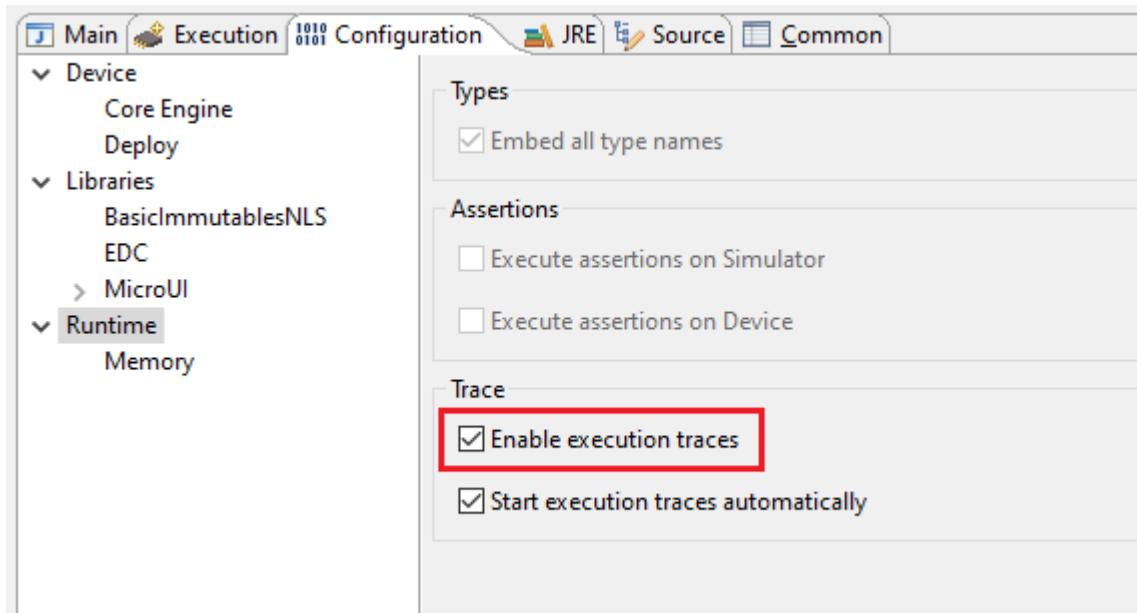 Main Execution 1010 0101 Configuration JRE Source Common
Device
Core Engine
Deploy
Libraries
BasicImmutablesNLS
EDC
MicroUI
Runtime
Memory
Types
Embed all type names
Assertions
Execute assertions on Simulator
Execute assertions on Device
Trace
Enable execution traces
Start execution traces automatically